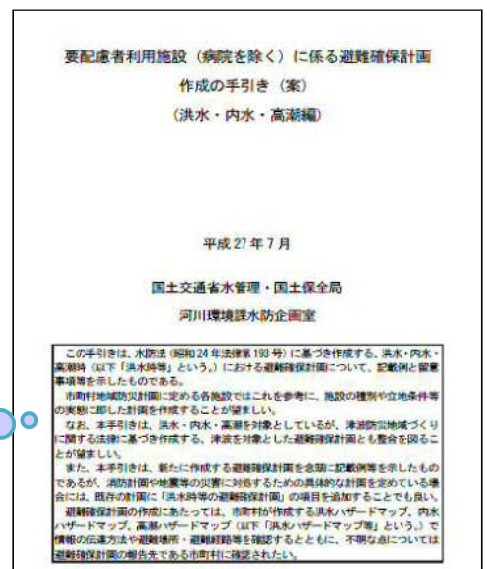 要配慮者利用施設(病院を除く)に係る避難確保計画
作成の手引き(案)
(洪水・内水・高潮編)
平成27年7月
国土交通省水管理・国土保全局
河川環境課水防企画室
この手引きは、水防法(昭和24年法律第193号)に基づき作成する、洪水・内水・
高潮時(以下「洪水時等」という。)における避難確保計画について、記載例と留意
事項等を示したものである。
市町村地域防災計画に定める各施設ではこれを参考に、施設の種別や立地条件等
の実態に即した計画を作成することが望ましい。
なお、本手引きは、洪水・内水・高潮を対象としているが、津波防災地域づくり
に関する法律に基づき作成する、津波を対象とした避難確保計画とも整合を図るこ
とが望ましい。
また、本手引きは、新たに作成する避難確保計画を念頭に記載例等を示したもの
であるが、消防計画や地震等の災害に対処するための具体的な計画を定めている場
合には、既存の計画に「洪水時等の避難確保計画」の項目を追加することでも良い。
避難確保計画の作成にあたっては、市町村が作成する洪水ハザードマップ、内水
ハザードマップ、高潮ハザードマップ(以下「洪水ハザードマップ等」という。)で
情報の伝達方法や避難場所・避難経路等を確認するとともに、不明な点については
避難確保計画の報告先である市町村に確認されたい。